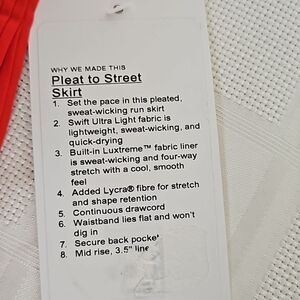 WHY WE MADE THIS
Pleat to Street
Skirt
1. Set the pace in this pleated,
sweat-wicking run skirt
2. Swift Ultra Light fabric is
lightweight, sweat-wicking, and
quick-drying
3. Built-in Luxtreme™ fabric liner
is sweat-wicking and four-way
stretch with a cool, smooth
feel
4. Added Lycra® fibre for stretch
and shape retention
5. Continuous drawcord
6. Waistband lies flat and won't
dig in
7. Secure back pocket
8. Mid rise, 3.5" line